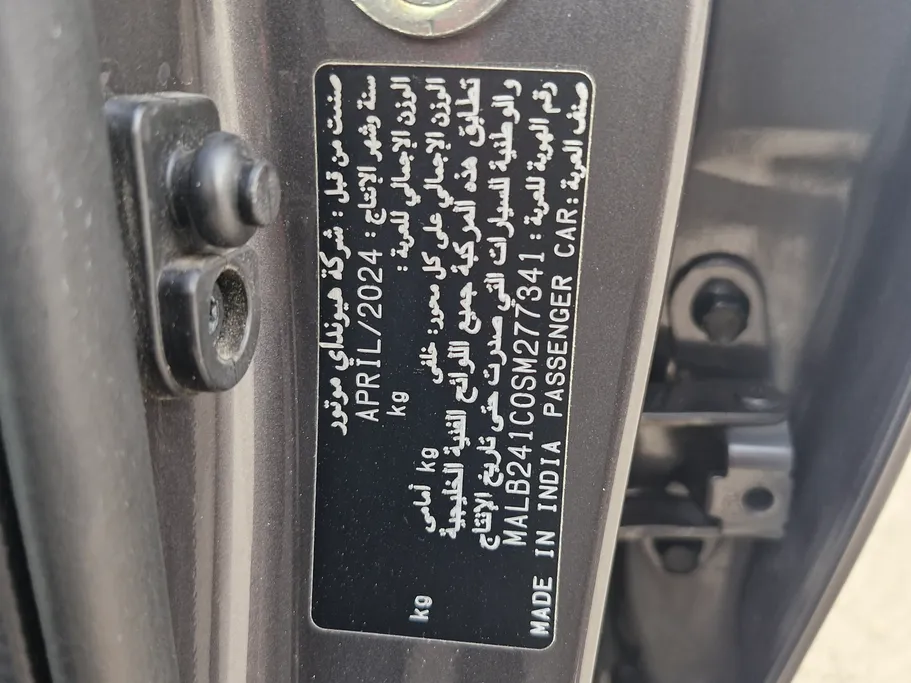 صنعت من قبل : شركة هيونداي موتور
سنة وشهر الإنتاج : APRIL/2024
الوزن الإجمالي للعربة : kg
الوزن الإجمالي على كل محور: خلفي kg أمامي kg
تطابق هذه المركبة جميع اللوائح الفنية الخليجية
والوطنية للسيارات التي صدرت حتى تاريخ الإنتاج
رقم الهوية للعربة : MALB241C0SM277341
صنف العربة: PASSENGER CAR MADE IN INDIA